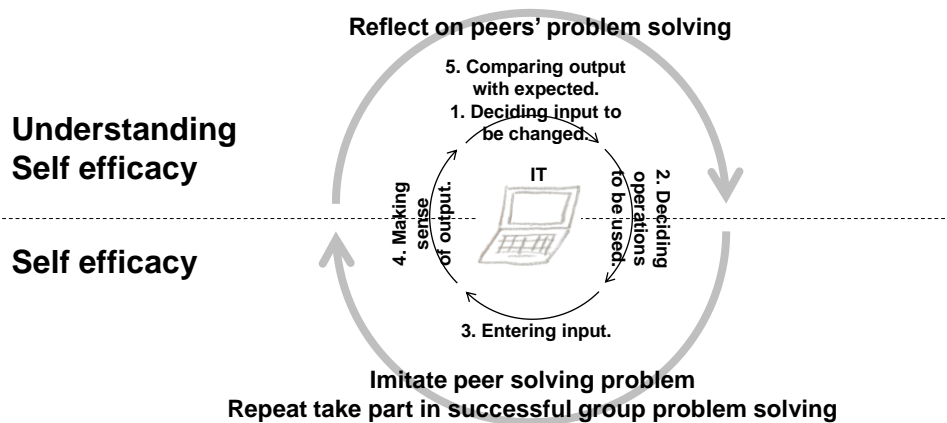 Reflect on peers’ problem solving
5. Comparing output
with expected.
1. Deciding input to
be changed.
Understanding
Self efficacy
IT
2. Deciding
operations
to be used.
4. Making
sense
of output.
Self efficacy
3. Entering input.
Imitate peer solving problem
Repeat take part in successful group problem solving